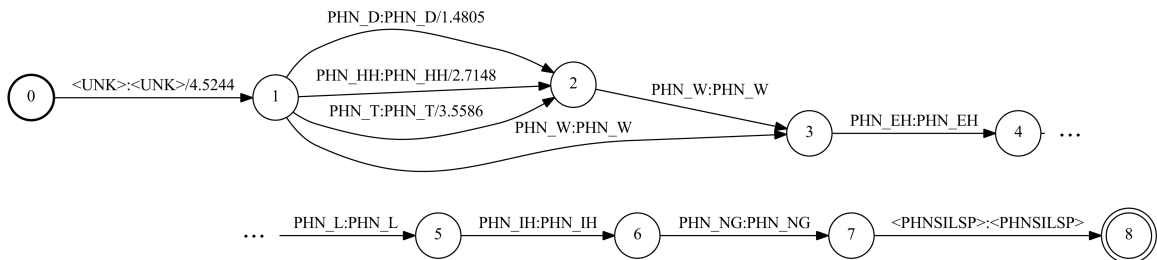 PHN_D:PHN_D/1.4805
<UNK>:<UNK>/4.5244
PHN_HH:PHN_HH/2.7148
PHN_T:PHN_T/3.5586
PHN_W:PHN_W
PHN_W:PHN_W
PHN_EH:PHN_EH
0
1
2
3
4
...
... PHN_L:PHN_L
PHN_IH:PHN_IH
PHN_NG:PHN_NG
<PHNSILSP>:<PHNSILSP>
5
6
7
8